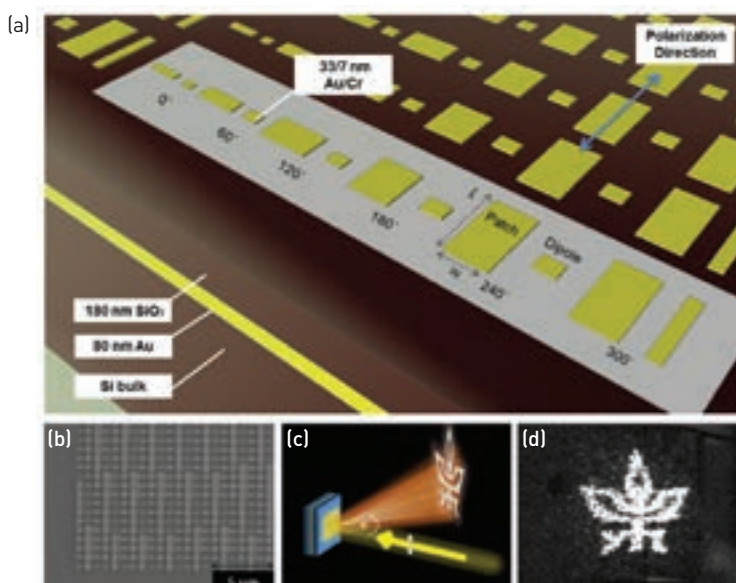 (a)
Polarization
Direction
33/7 nm
Au/Cr
0°
60°
120°
180°
240°
300°
L
Patch
W
Dipole
180 nm SiO₂
80 nm Au
Si bulk
(b)
(c)
(d)